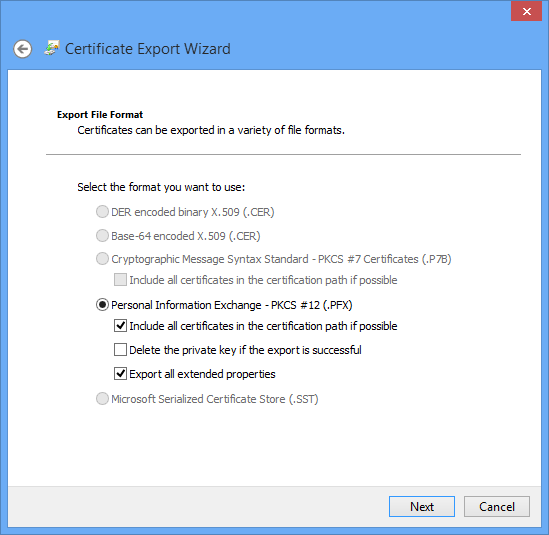 Certificate Export Wizard
Export File Format
Certificates can be exported in a variety of file formats.
Select the format you want to use:
DER encoded binary X.509 (.CER)
Base-64 encoded X.509 (.CER)
Cryptographic Message Syntax Standard - PKCS #7 Certificates (.P7B)
Include all certificates in the certification path if possible
Personal Information Exchange - PKCS #12 (.PFX)
Include all certificates in the certification path if possible
Delete the private key if the export is successful
Export all extended properties
Microsoft Serialized Certificate Store (.SST)
Next
Cancel